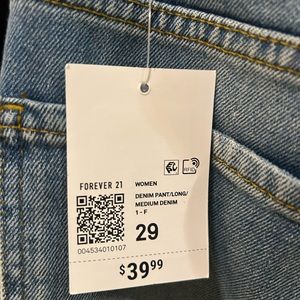 FOREVER 21
WOMEN
DENIM PANT/LONG/
MEDIUM DENIM
1 - F
29
004534010107
$39.99